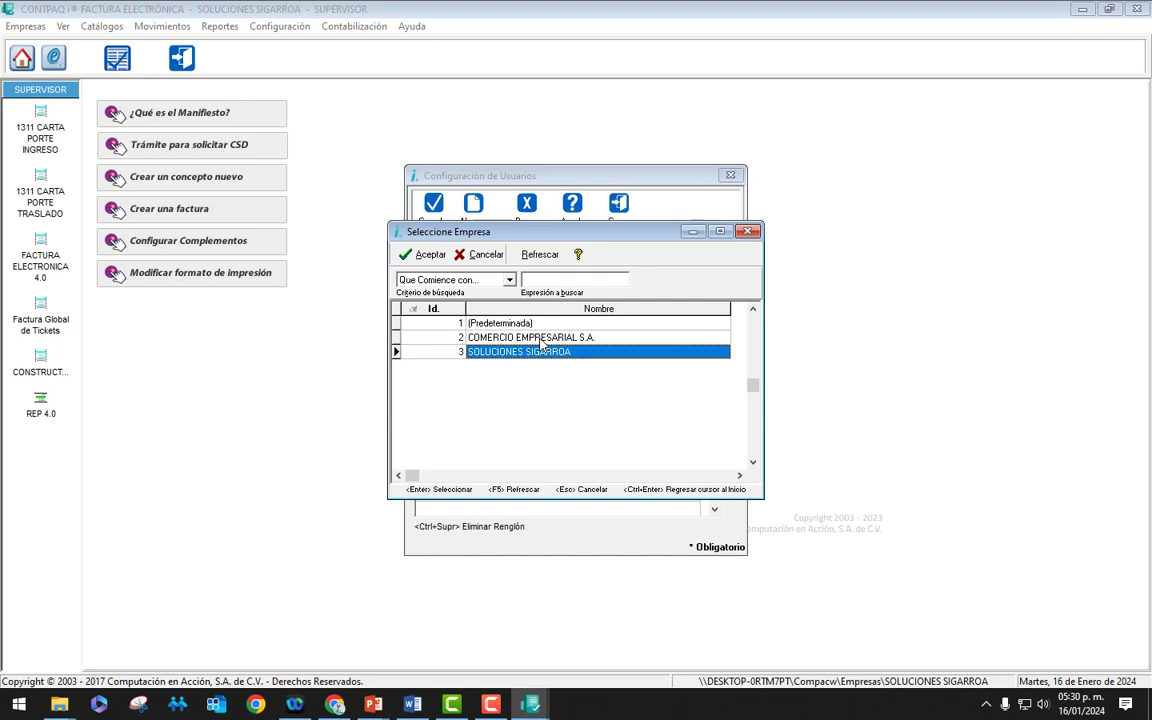 CONTPAQ i® FACTURA ELECTRÓNICA - SOLUCIONES SIGARROA - SUPERVISOR
Empresas Ver Catálogos Movimientos Reportes Configuración Contabilización Ayuda
SUPERVISOR
1311 CARTA
PORTE
INGRESO
1311 CARTA
PORTE
TRASLADO
FACTURA
ELECTRONICA
4.0
Factura Global
de Tickets
CONSTRUCT...
REP 4.0
¿Qué es el Manifiesto?
Trámite para solicitar CSD
Crear un concepto nuevo
Crear una factura
Configurar Complementos
Modificar formato de impresión
Configuración de Usuarios
Seleccione Empresa
Aceptar Cancelar Refrescar
Que Comience con...
Criterio de búsqueda Expresión a buscar
Id. Nombre
1 (Predeterminada)
2 COMERCIO EMPRESARIAL S.A.
3 SOLUCIONES SIGARROA
<Enter> Seleccionar <F5> Refrescar <Esc> Cancelar <Ctrl+Enter> Regresar cursor al Inicio
<Ctrl+Supr> Eliminar Renglón
* Obligatorio
Copyright 2003 - 2023
Computación en Acción, S.A. de C.V.
Copyright © 2003 - 2017 Computación en Acción, S.A. de C.V. - Derechos Reservados.
\\DESKTOP-0RTM7PT\Compacw\Empresas\SOLUCIONES SIGARROA
Martes, 16 de Enero de 2024
05:30 p. m.
16/01/2024